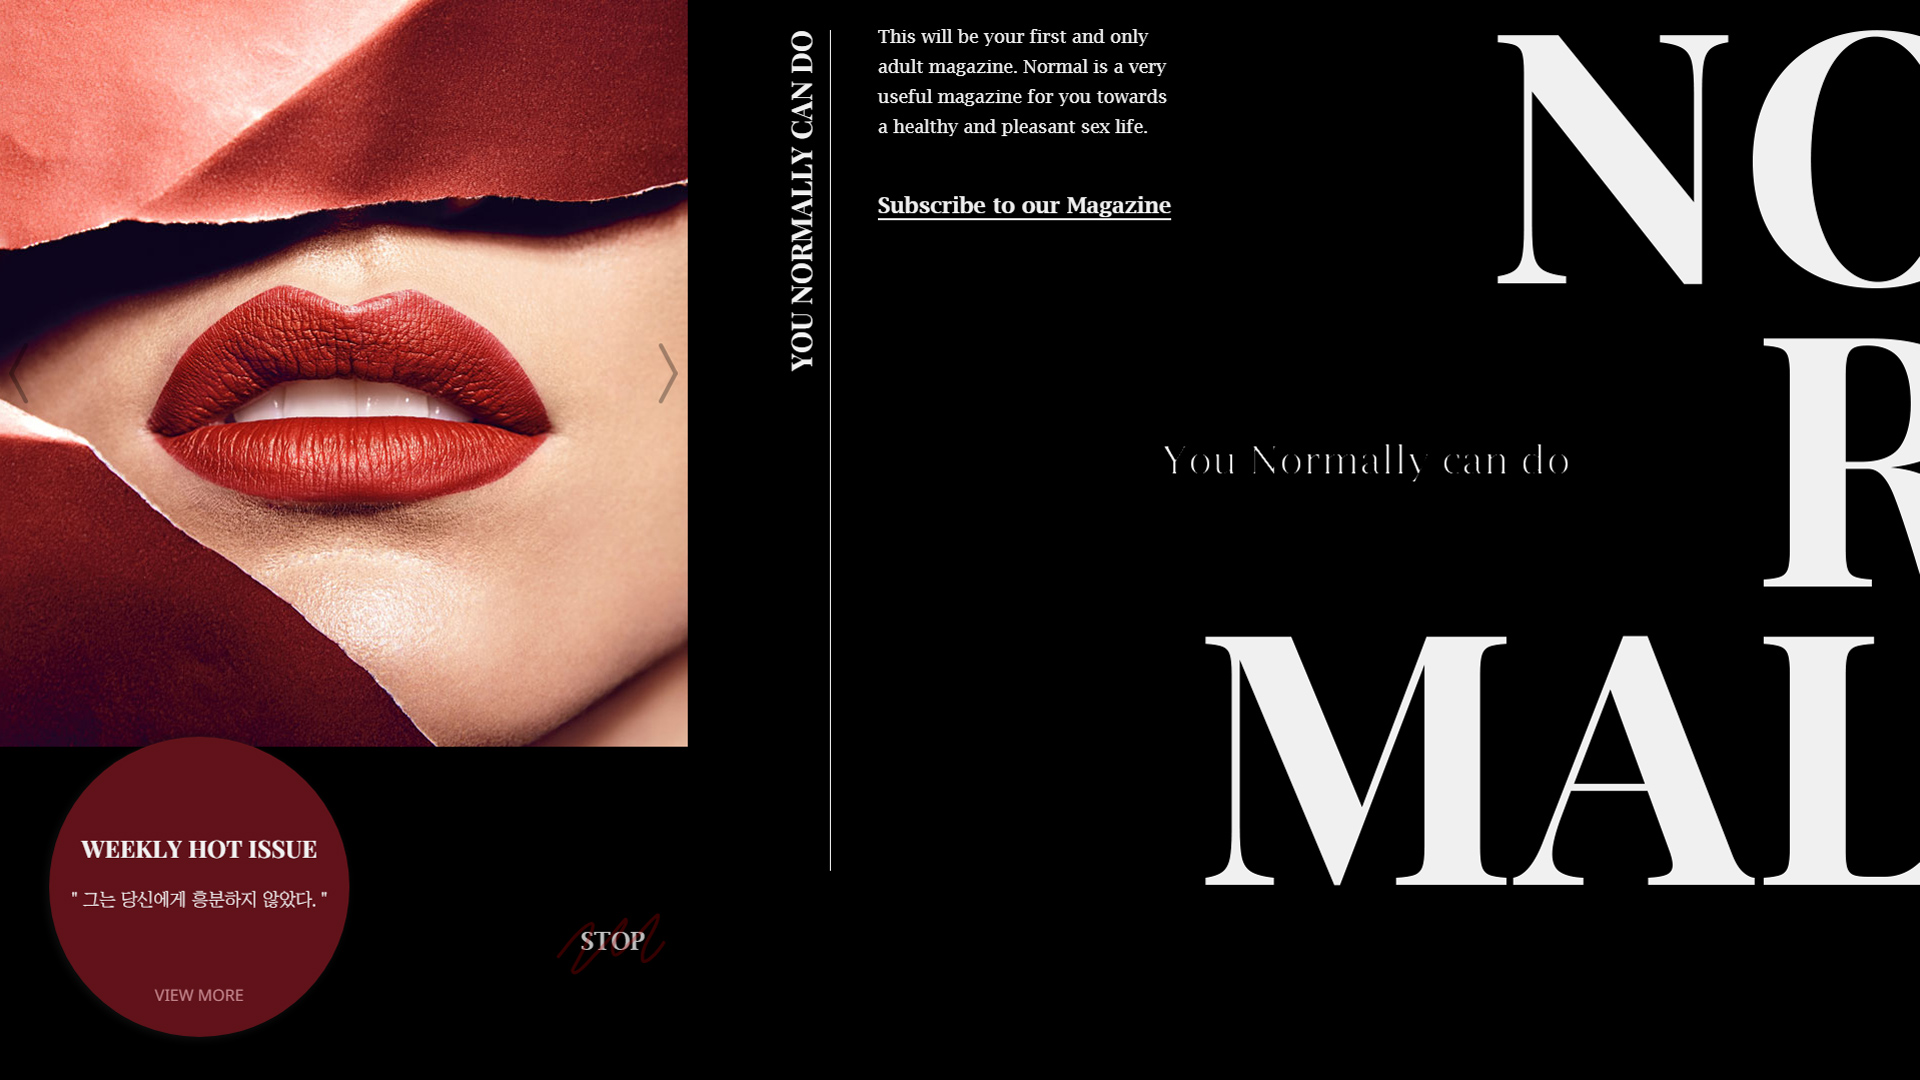 YOU NORMALLY CAN DO
This will be your first and only
adult magazine. Normal is a very
useful magazine for you towards
a healthy and pleasant sex life.
Subscribe to our Magazine
NO
R
MAL
You Normally can do
WEEKLY HOT ISSUE
" 그는 당신에게 흥분하지 않았다. "
VIEW MORE
STOP